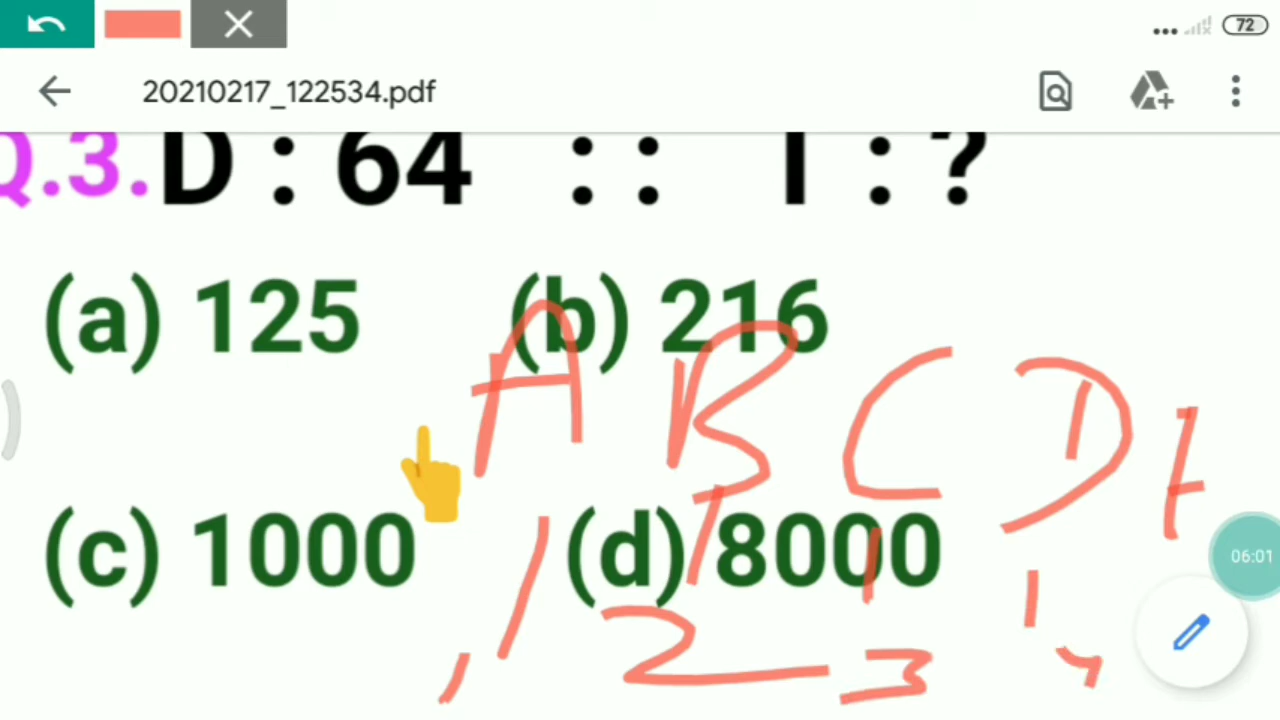 72
20210217_122534.pdf
Q.3. D : 64 :: T : ?
(a) 125 (b) 216
A B C D
(c) 1000 (d) 8000
06:01
1 2 3 4